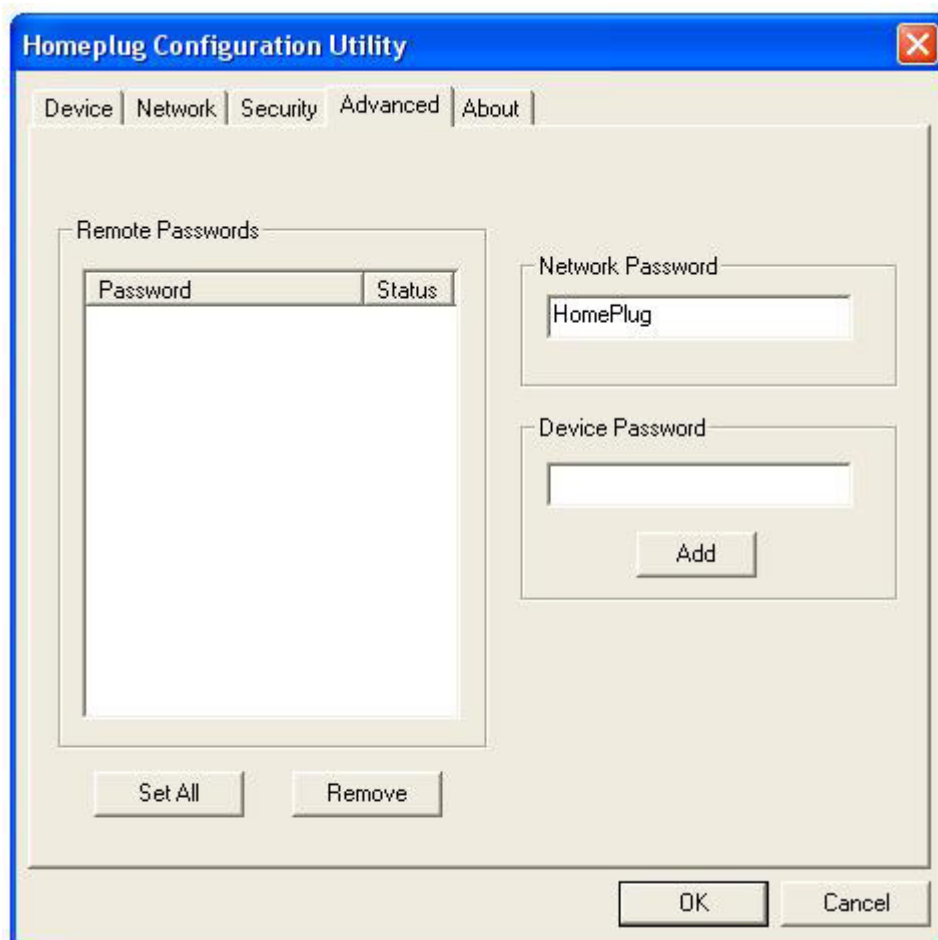 Homeplug Configuration Utility
Device Network Security Advanced About
Remote Passwords
Password Status
Network Password
HomePlug
Device Password
Add
Set All Remove
OK Cancel